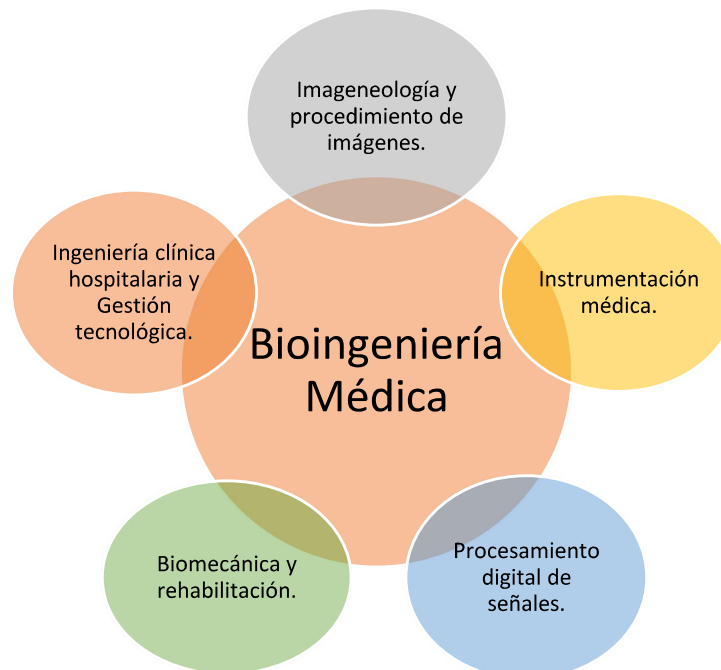 Imageneología y
procedimiento de
imágenes.
Ingeniería clínica
hospitalaria y
Gestión
tecnológica.
Instrumentación
médica.
Bioingeniería
Médica
Biomecánica y
rehabilitación.
Procesamiento
digital de
señales.